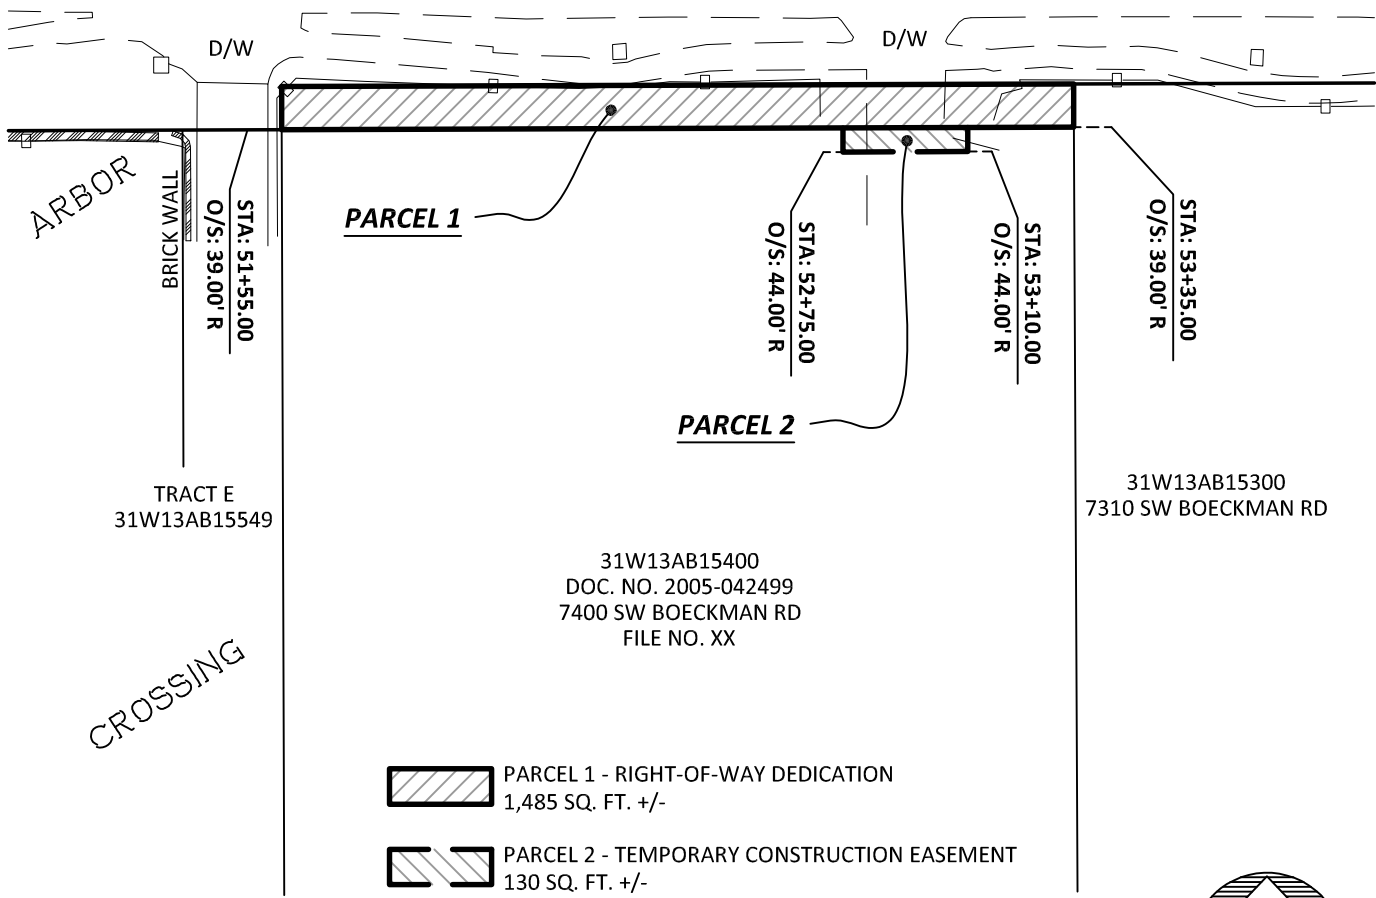 D/W
D/W
ARBOR
BRICK WALL
STA: 51+55.00
O/S: 39.00' R
PARCEL 1
STA: 52+75.00
O/S: 44.00' R
STA: 53+10.00
O/S: 44.00' R
STA: 53+35.00
O/S: 39.00' R
PARCEL 2
TRACT E
31W13AB15549
31W13AB15300
7310 SW BOECKMAN RD
31W13AB15400
DOC. NO. 2005-042499
7400 SW BOECKMAN RD
FILE NO. XX
CROSSING
PARCEL 1 - RIGHT-OF-WAY DEDICATION
1,485 SQ. FT. +/-
PARCEL 2 - TEMPORARY CONSTRUCTION EASEMENT
130 SQ. FT. +/-